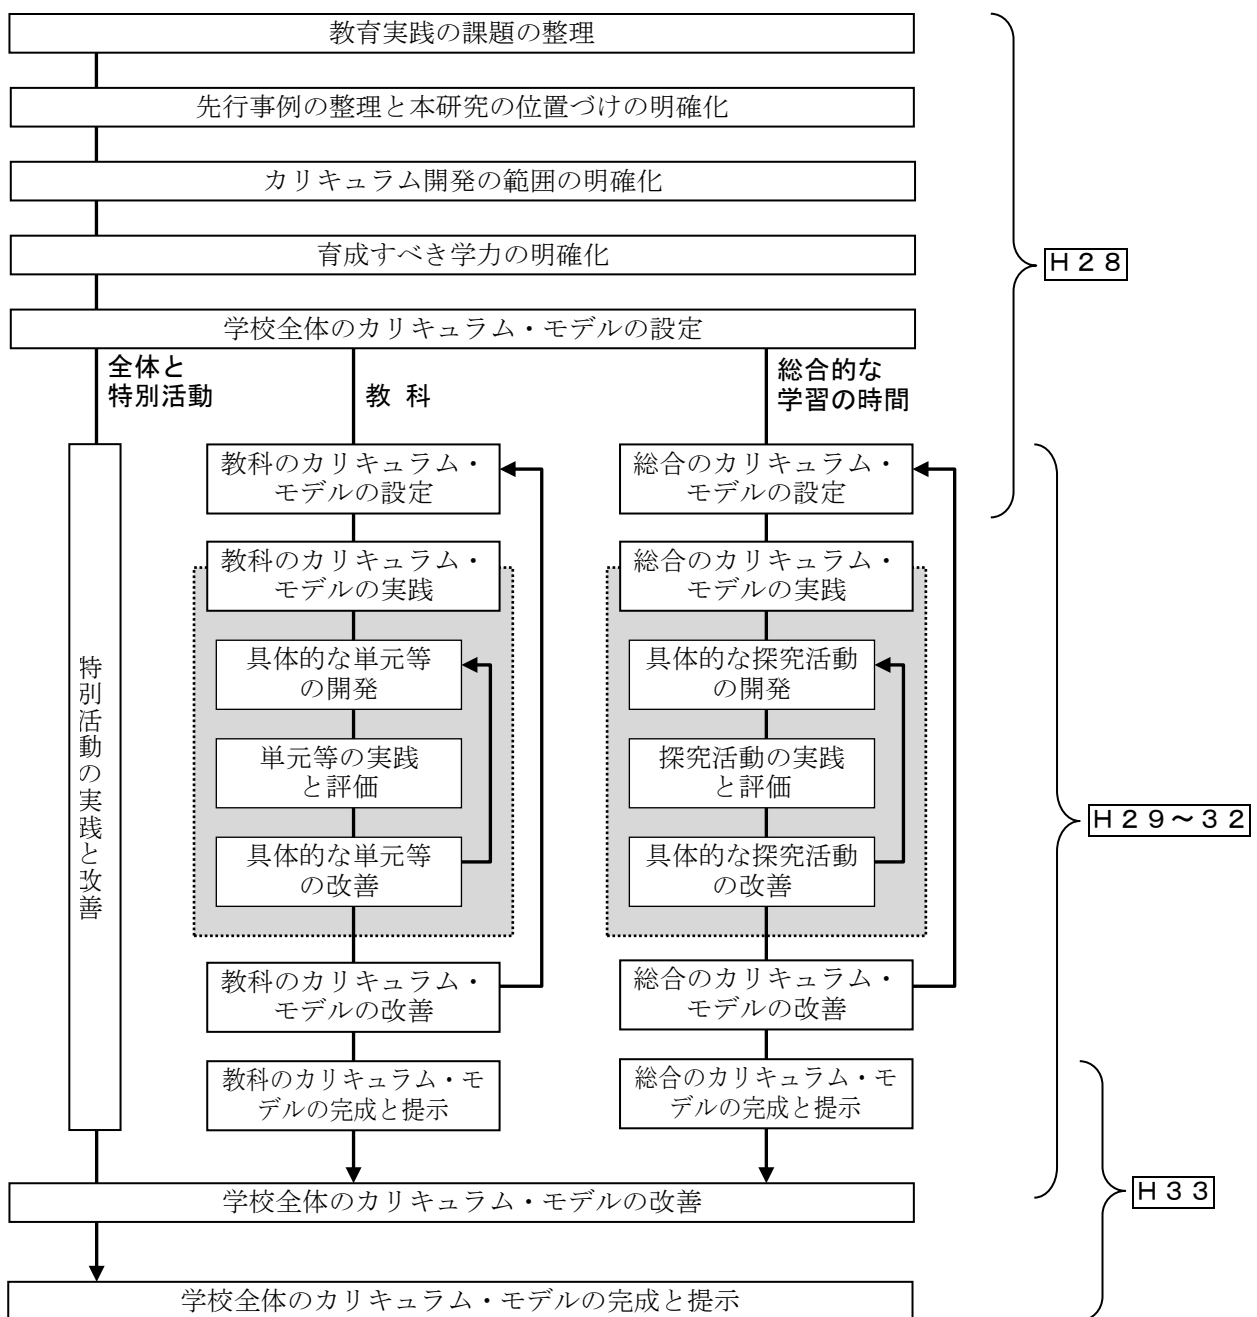 教育実践の課題の整理
先行事例の整理と本研究の位置づけの明確化
カリキュラム開発の範囲の明確化
育成すべき学力の明確化
H28
学校全体のカリキュラム・モデルの設定
全体と
特別活動
教 科
総合的な
学習の時間
特別活動の実践と改善
教科のカリキュラム・
モデルの設定
教科のカリキュラム・
モデルの実践
具体的な単元等
の開発
単元等の実践
と評価
具体的な単元等
の改善
教科のカリキュラム・
モデルの改善
教科のカリキュラム・モ
デルの完成と提示
総合のカリキュラム・
モデルの設定
総合のカリキュラム・
モデルの実践
具体的な探究活動
の開発
探究活動の実践
と評価
具体的な探究活動
の改善
総合のカリキュラム・
モデルの改善
総合のカリキュラム・モ
デルの完成と提示
H29~32
学校全体のカリキュラム・モデルの改善
H33
学校全体のカリキュラム・モデルの完成と提示